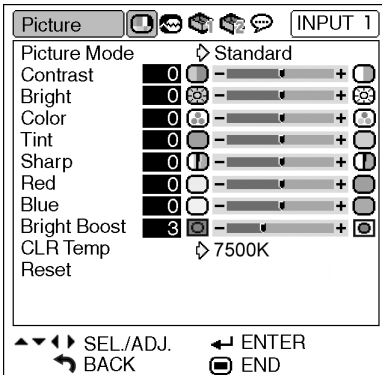 Picture INPUT 1
Picture Mode Standard
Contrast 0 - +
Bright 0 - +
Color 0 - +
Tint 0 - +
Sharp 0 - +
Red 0 - +
Blue 0 - +
Bright Boost 3 - +
CLR Temp 7500K
Reset
SEL./ADJ. ENTER
BACK END